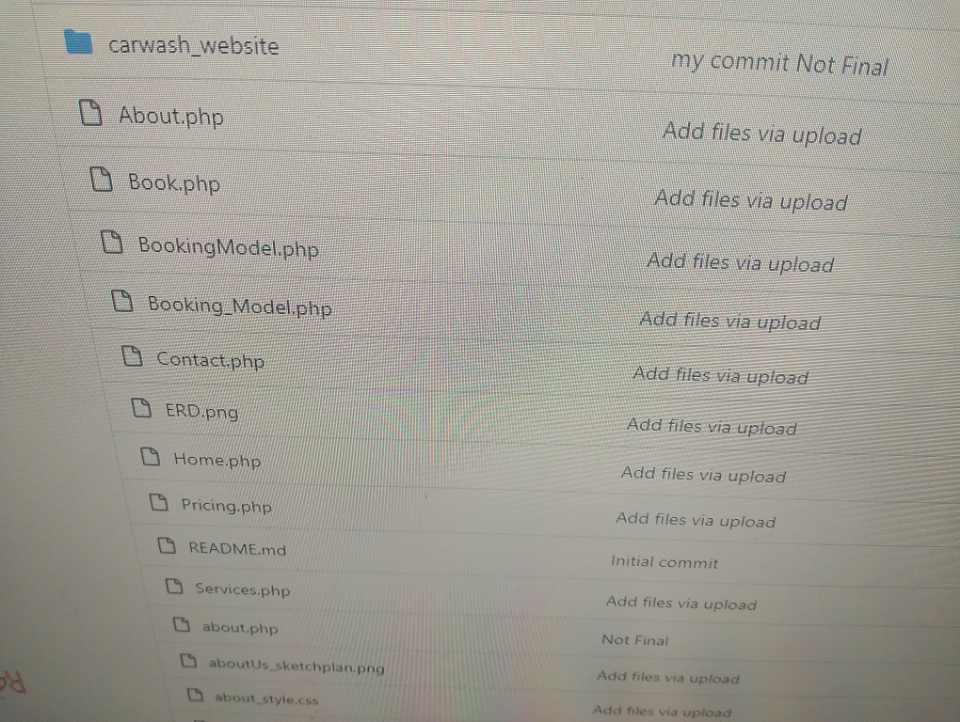 carwash_website my commit Not Final
About.php Add files via upload
Book.php Add files via upload
BookingModel.php Add files via upload
Booking_Model.php Add files via upload
Contact.php Add files via upload
ERD.png Add files via upload
Home.php Add files via upload
Pricing.php Add files via upload
README.md Initial commit
Services.php Add files via upload
about.php Not Final
aboutUs_sketchplan.png Add files via upload
about_style.css Add files via upload